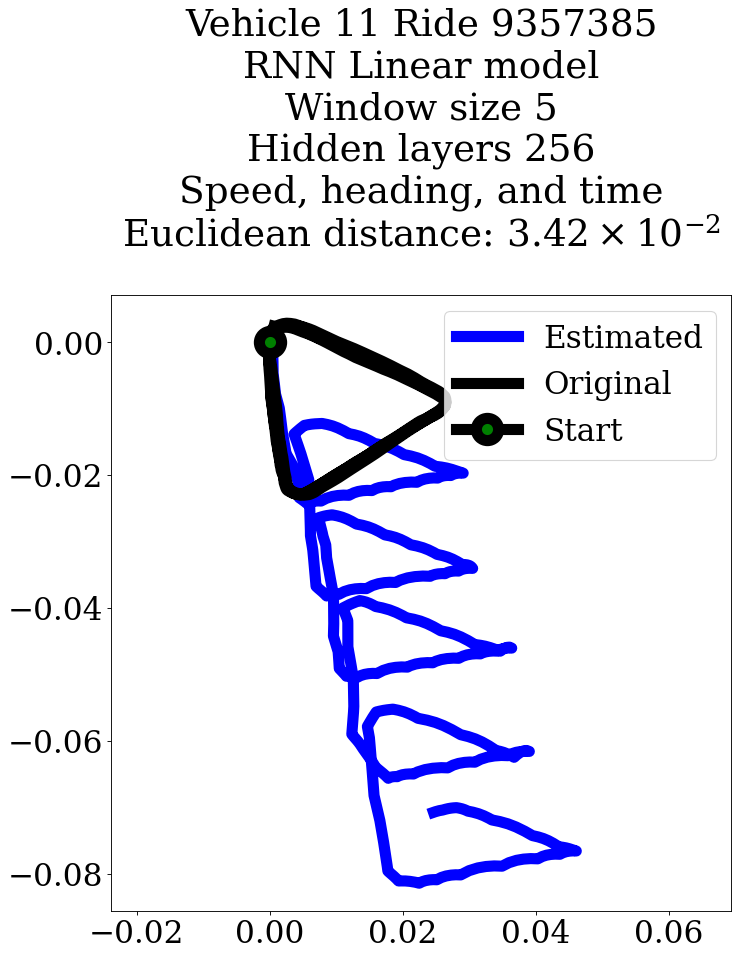 Vehicle 11 Ride 9357385
RNN Linear model
Window size 5
Hidden layers 256
Speed, heading, and time
Euclidean distance: 3.42 × 10⁻²
Estimated
Original
Start
0.00
−0.02
−0.04
−0.06
−0.08
−0.02 0.00 0.02 0.04 0.06